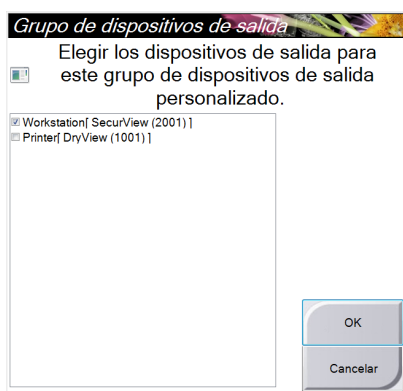 Grupo de dispositivos de salida
Elegir los dispositivos de salida para
este grupo de dispositivos de salida
personalizado.
Workstation[ SecurView (2001) ]
Printer[ DryView (1001) ]
OK
Cancelar